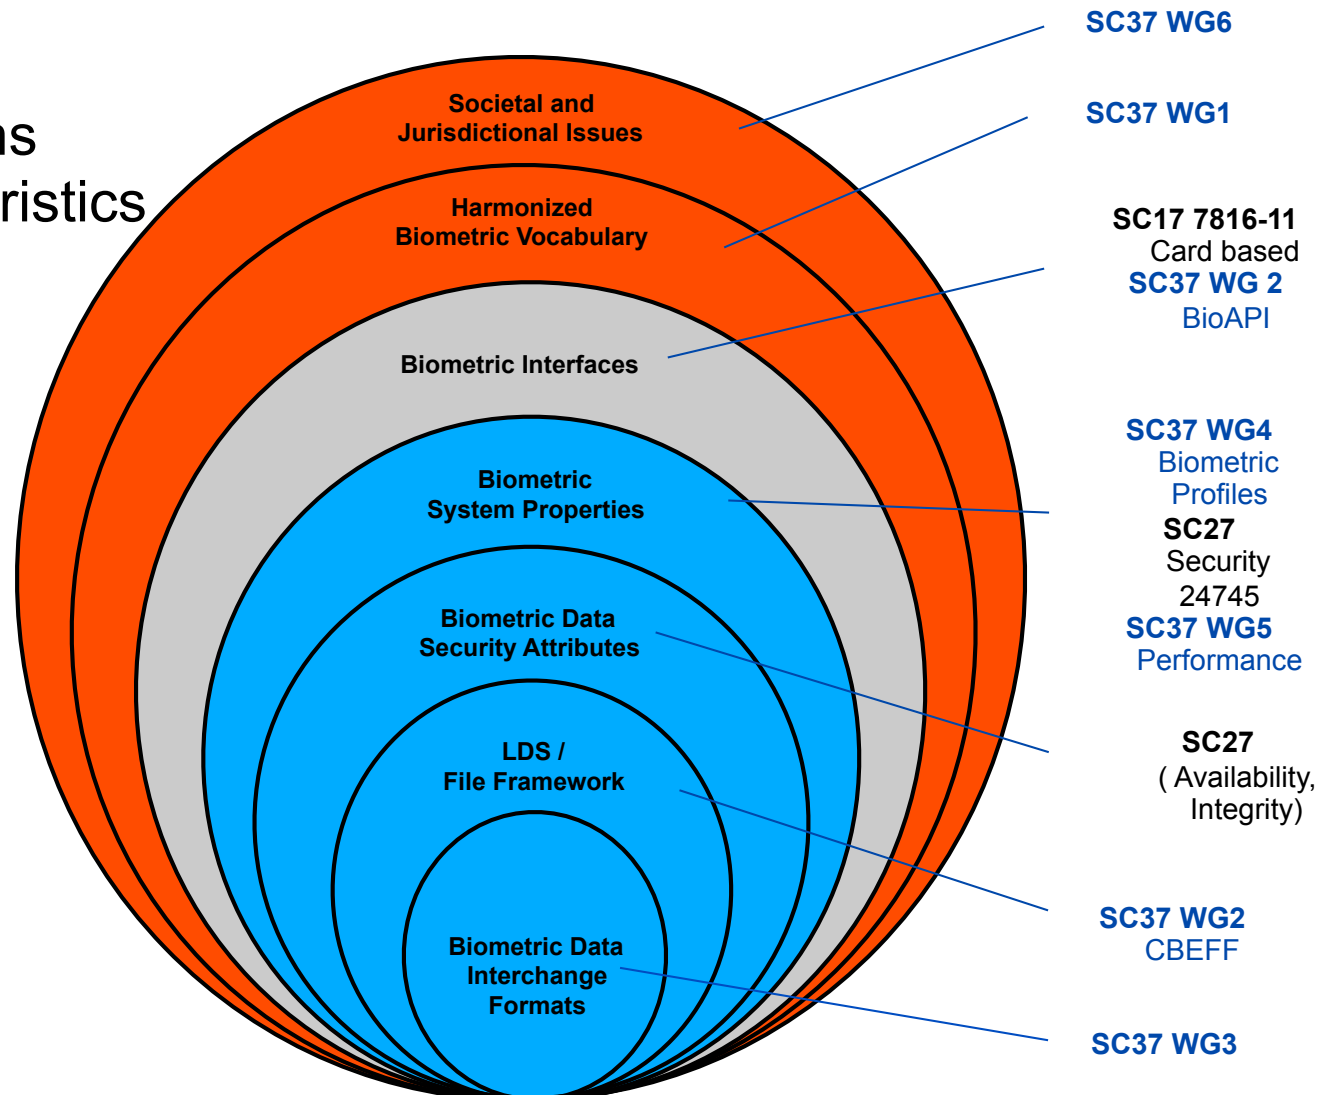 ns
ristics
Societal and
Jurisdictional Issues
Harmonized
Biometric Vocabulary
Biometric Interfaces
Biometric
System Properties
Biometric Data
Security Attributes
LDS /
File Framework
Biometric Data
Interchange
Formats
SC37 WG6
SC37 WG1
SC17 7816-11
Card based
SC37 WG 2
BioAPI
SC37 WG4
Biometric
Profiles
SC27
Security
24745
SC37 WG5
Performance
SC27
( Availability,
Integrity)
SC37 WG2
CBEFF
SC37 WG3